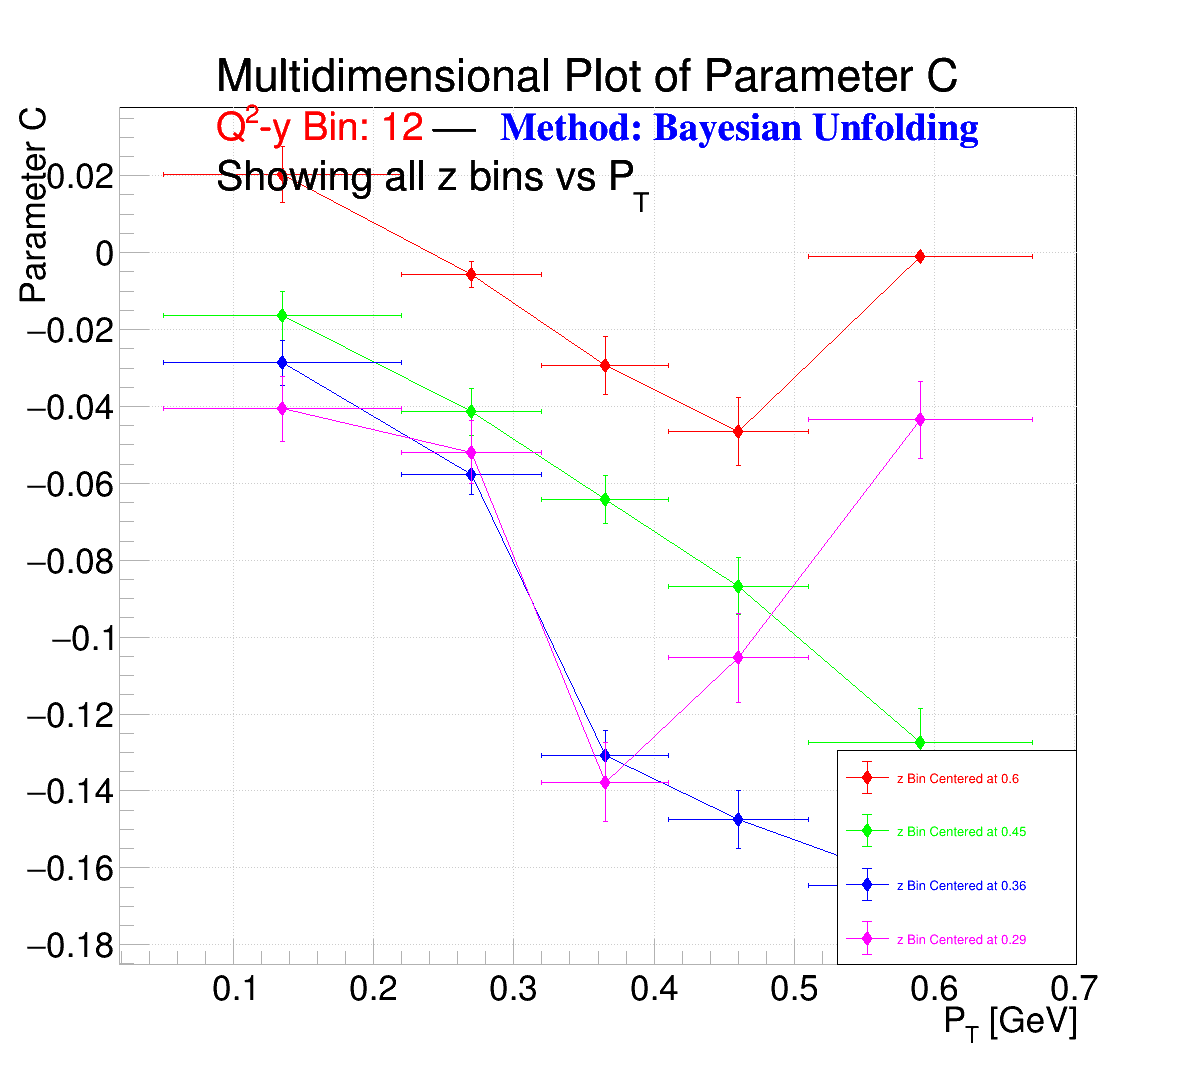 Multidimensional Plot of Parameter C
Q²-y Bin: 12 — Method: Bayesian Unfolding
Showing all z bins vs P_T
Parameter C
0.02
0
−0.02
−0.04
−0.06
−0.08
−0.1
−0.12
−0.14
−0.16
−0.18
z Bin Centered at 0.6
z Bin Centered at 0.45
z Bin Centered at 0.36
z Bin Centered at 0.29
0.1 0.2 0.3 0.4 0.5 0.6 0.7
P_T [GeV]